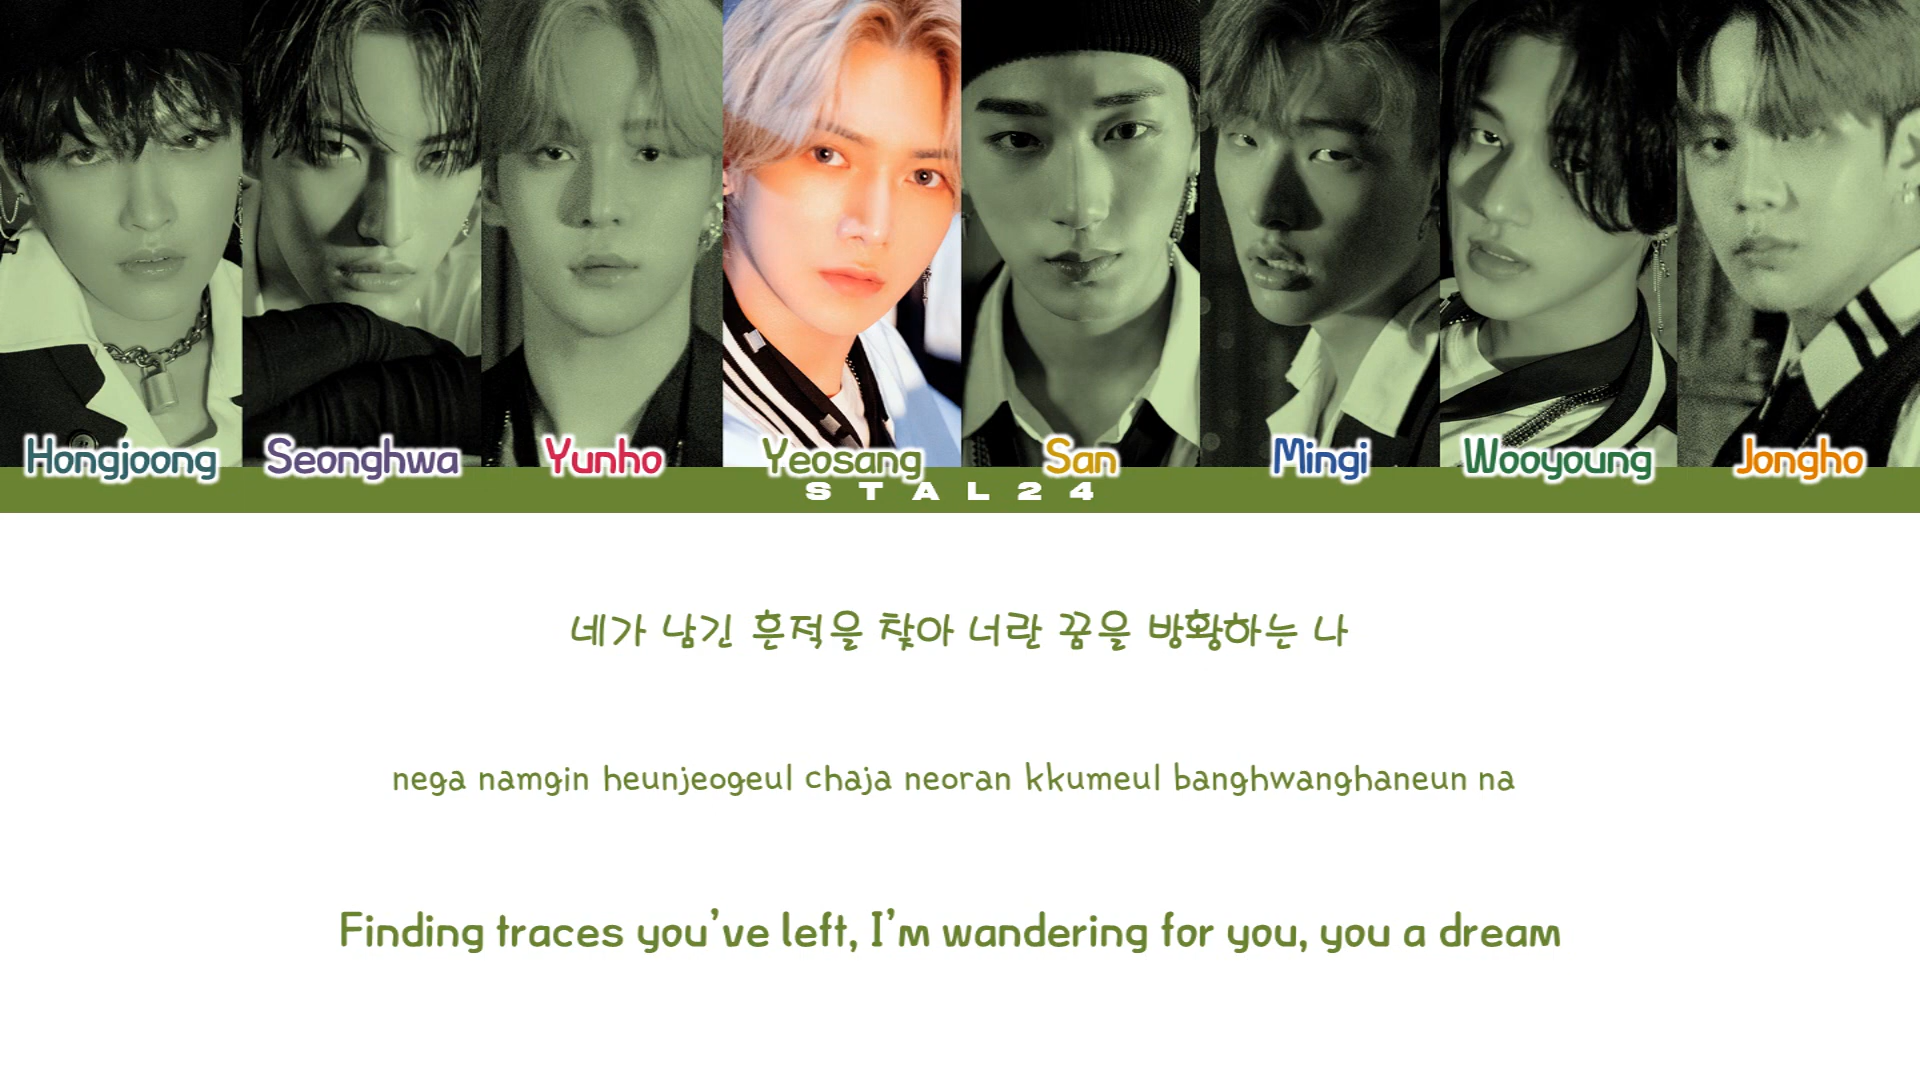 Hongjoong Seonghwa Yunho Yeosang San Mingi Wooyoung Jongho
STAL24
네가 남긴 흔적을 찾아 너란 꿈을 방황하는 나
nega namgin heunjeogeul chaja neoran kkumeul banghwanghaneun na
Finding traces you've left, I'm wandering for you, you a dream